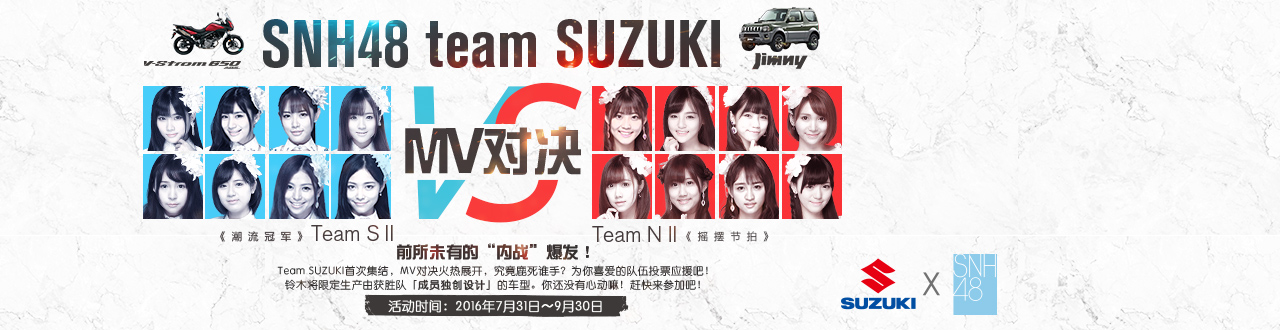 SNH48 team SUZUKI
V-Strom 650
Jimny
VS
MV对决
《潮流冠军》Team S II
Team N II《摇摆节拍》
前所未有的“内战”爆发！
Team SUZUKI首次集结，MV对决火热展开，究竟鹿死谁手？为你喜爱的队伍投票应援吧！
铃木将限定生产由获胜队「成员独创设计」的车型。你还没有心动嘛！赶快来参加吧！
活动时间：2016年7月31日～9月30日
SUZUKI
X
SNH
48